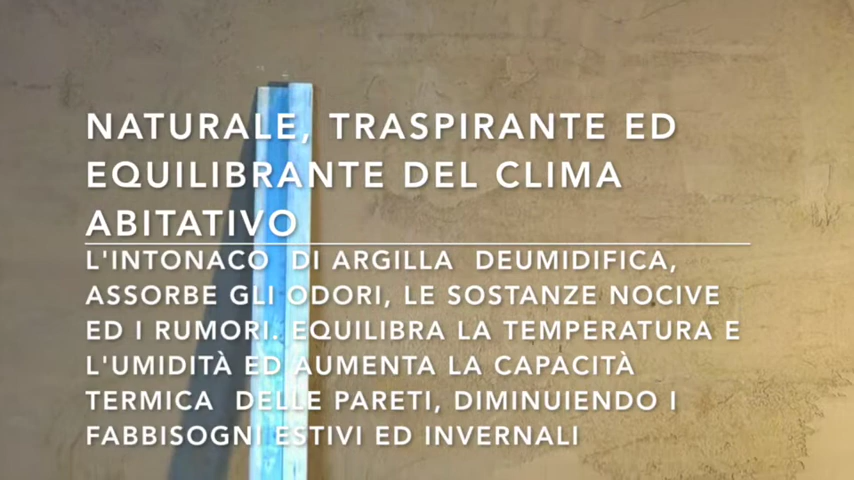 NATURALE, TRASPIRANTE ED
EQUILIBRANTE DEL CLIMA
ABITATIVO
L'INTONACO DI ARGILLA DEUMIDIFICA,
ASSORBE GLI ODORI, LE SOSTANZE NOCIVE
ED I RUMORI. EQUILIBRA LA TEMPERATURA E
L'UMIDITÀ ED AUMENTA LA CAPACITÀ
TERMICA DELLE PARETI, DIMINUIENDO I
FABBISOGNI ESTIVI ED INVERNALI